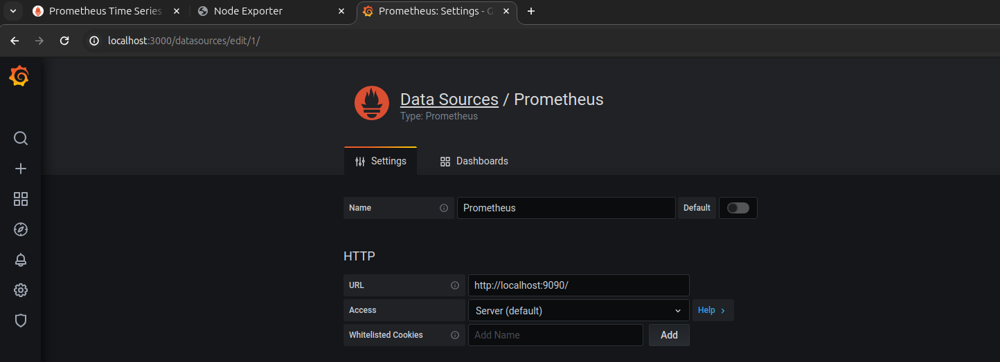 Prometheus Time Series
Node Exporter
Prometheus: Settings - G
localhost:3000/datasources/edit/1/
Data Sources / Prometheus
Type: Prometheus
Settings
Dashboards
Name
Prometheus
Default
HTTP
URL
http://localhost:9090/
Access
Server (default)
Help
Whitelisted Cookies
Add Name
Add